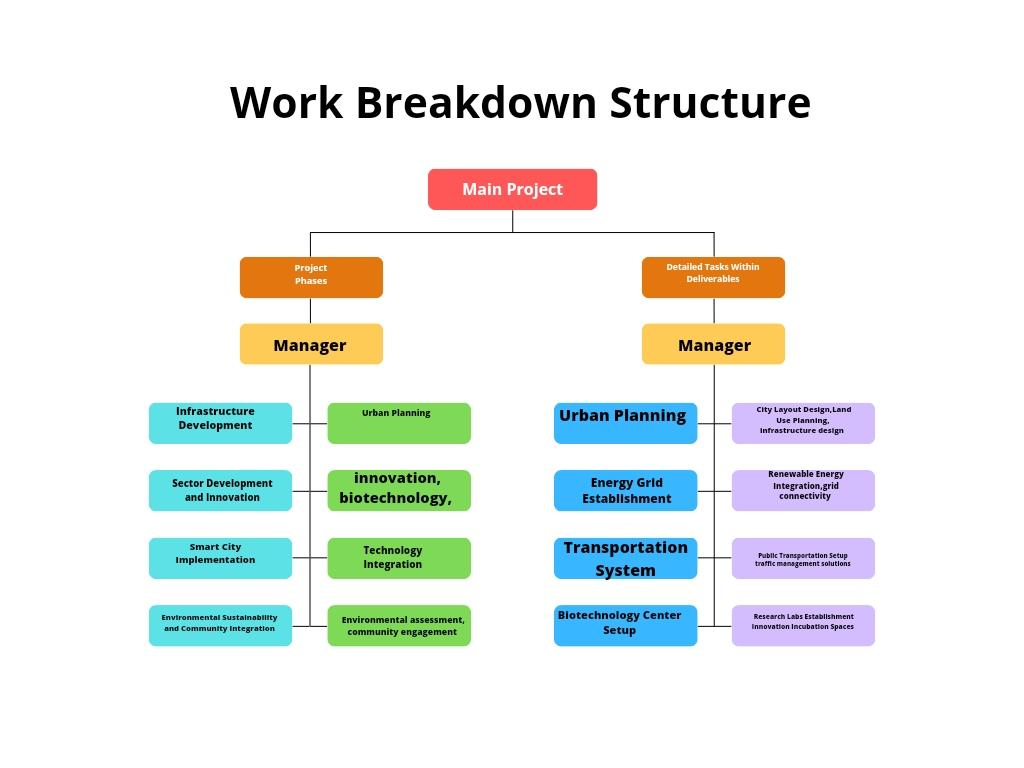 Work Breakdown Structure
Main Project
Project
Phases
Detailed Tasks Within
Deliverables
Manager
Manager
Infrastructure
Development
Urban Planning
Urban Planning
City Layout Design,Land
Use Planning,
infrastructure design
Sector Development
and Innovation
innovation,
biotechnology,
Energy Grid
Establishment
Renewable Energy
Integration,grid
connectivity
Smart City
Implementation
Technology
Integration
Transportation
System
Public Transportation Setup
traffic management solutions
Environmental Sustainability
and Community Integration
Environmental assessment,
community engagement
Biotechnology Center
Setup
Research Labs Establishment
Innovation Incubation Spaces